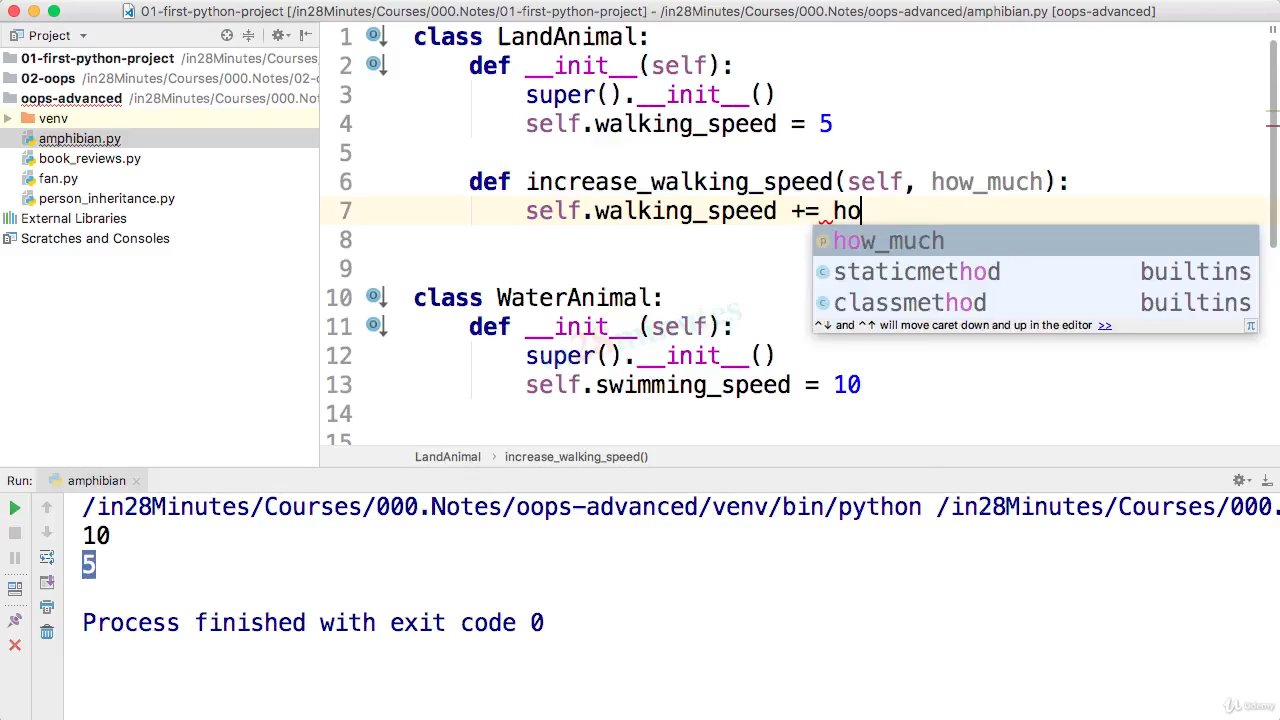 01-first-python-project [/in28Minutes/Courses/000.Notes/01-first-python-project] - /in28Minutes/Courses/000.Notes/oops-advanced/amphibian.py [oops-advanced]
Project
01-first-python-project /in28Minutes/Courses/
02-oops /in28Minutes/Courses/000.Notes/02-o
oops-advanced /in28Minutes/Courses/000.No
venv
amphibian.py
book_reviews.py
fan.py
person_inheritance.py
External Libraries
Scratches and Consoles
1 class LandAnimal:
2 def __init__(self):
3 super().__init__()
4 self.walking_speed = 5
5
6 def increase_walking_speed(self, how_much):
7 self.walking_speed += ho
8
9
10 class WaterAnimal:
11 def __init__(self):
12 super().__init__()
13 self.swimming_speed = 10
14
15
how_much
staticmethod builtins
classmethod builtins
^↓ and ^↑ will move caret down and up in the editor >>
π
LandAnimal > increase_walking_speed()
Run: amphibian
/in28Minutes/Courses/000.Notes/oops-advanced/venv/bin/python /in28Minutes/Courses/000.
10
5
Process finished with exit code 0
Udemy